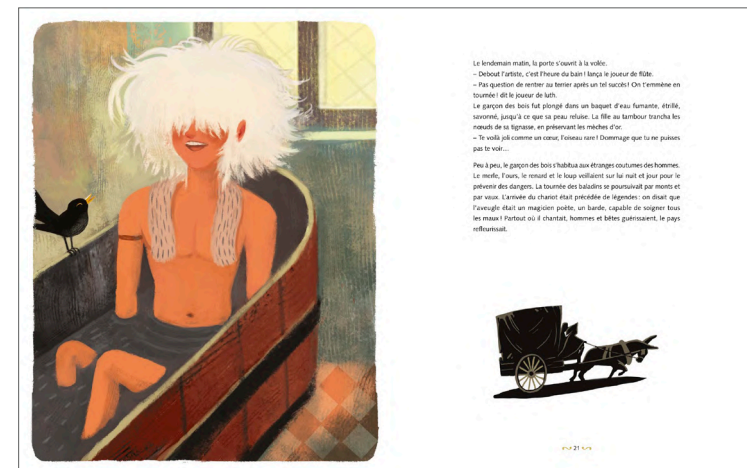 Le lendemain matin, la porte s'ouvrit à la volée.
– Debout l'artiste, c'est l'heure du bain ! lança le joueur de flûte.
– Pas question de rentrer au terrier après un tel succès ! On t'emmène en
tournée ! dit le joueur de luth.
Le garçon des bois fut plongé dans un baquet d'eau fumante, étrillé,
savonné, jusqu'à ce que sa peau reluise. La fille au tambour trancha les
nœuds de sa tignasse, en préservant les mèches d'or.
– Te voilà joli comme un cœur, l'oiseau rare ! Dommage que tu ne puisses
pas te voir...
Peu à peu, le garçon des bois s'habitua aux étranges coutumes des hommes.
Le merle, l'ours, le renard et le loup veillaient sur lui nuit et jour pour le
prévenir des dangers. La tournée des baladins se poursuivait par monts et
par vaux. L'arrivée du chariot était précédée de légendes : on disait que
l'aveugle était un magicien poète, un barde, capable de soigner tous
les maux ! Partout où il chantait, hommes et bêtes guérissaient, le pays
refleurissait.
21